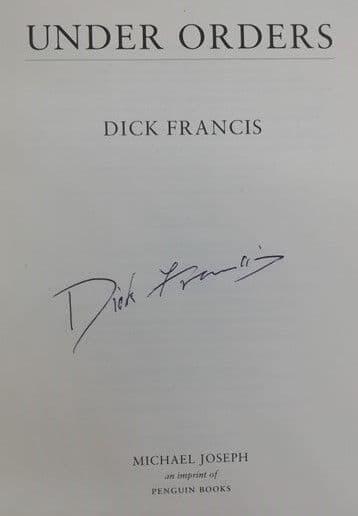 UNDER ORDERS
DICK FRANCIS
Dick Francis
MICHAEL JOSEPH
an imprint of
PENGUIN BOOKS